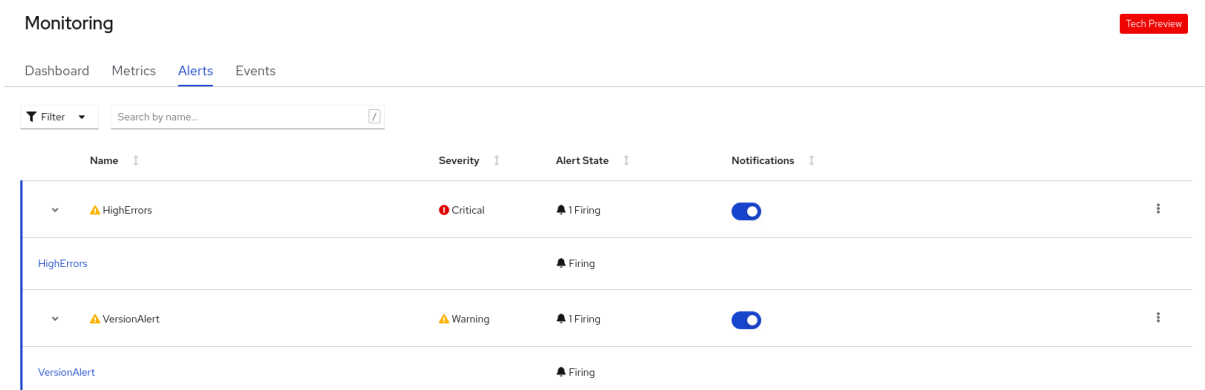 Monitoring
Tech Preview
Dashboard Metrics Alerts Events
Filter Search by name... /
Name Severity Alert State Notifications
HighErrors Critical 1 Firing
HighErrors Firing
VersionAlert Warning 1 Firing
VersionAlert Firing